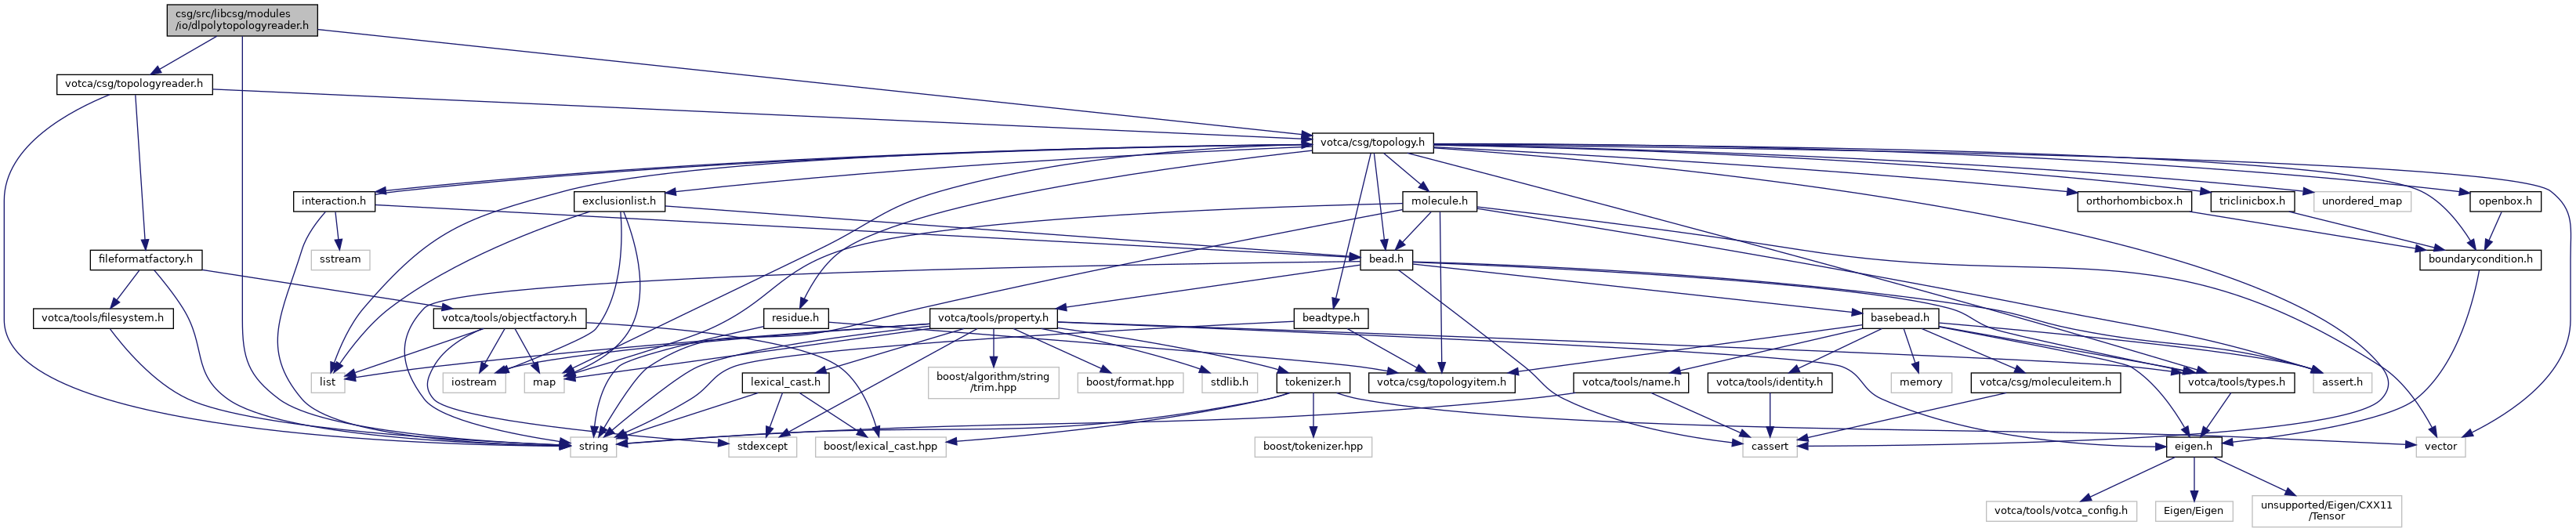 csg/src/libcsg/modules
/io/dlpolytopologyreader.h
votca/csg/topologyreader.h
votca/csg/topology.h
interaction.h
exclusionlist.h
molecule.h
orthorhombicbox.h
triclinicbox.h
unordered_map
openbox.h
fileformatfactory.h
sstream
bead.h
boundarycondition.h
votca/tools/filesystem.h
votca/tools/objectfactory.h
residue.h
votca/tools/property.h
beadtype.h
basebead.h
list
iostream
map
lexical_cast.h
boost/algorithm/string
/trim.hpp
boost/format.hpp
stdlib.h
tokenizer.h
votca/csg/topologyitem.h
votca/tools/name.h
votca/tools/identity.h
memory
votca/csg/moleculeitem.h
votca/tools/types.h
assert.h
string
stdexcept
boost/lexical_cast.hpp
boost/tokenizer.hpp
cassert
eigen.h
vector
votca/tools/votca_config.h
Eigen/Eigen
unsupported/Eigen/CXX11
/Tensor